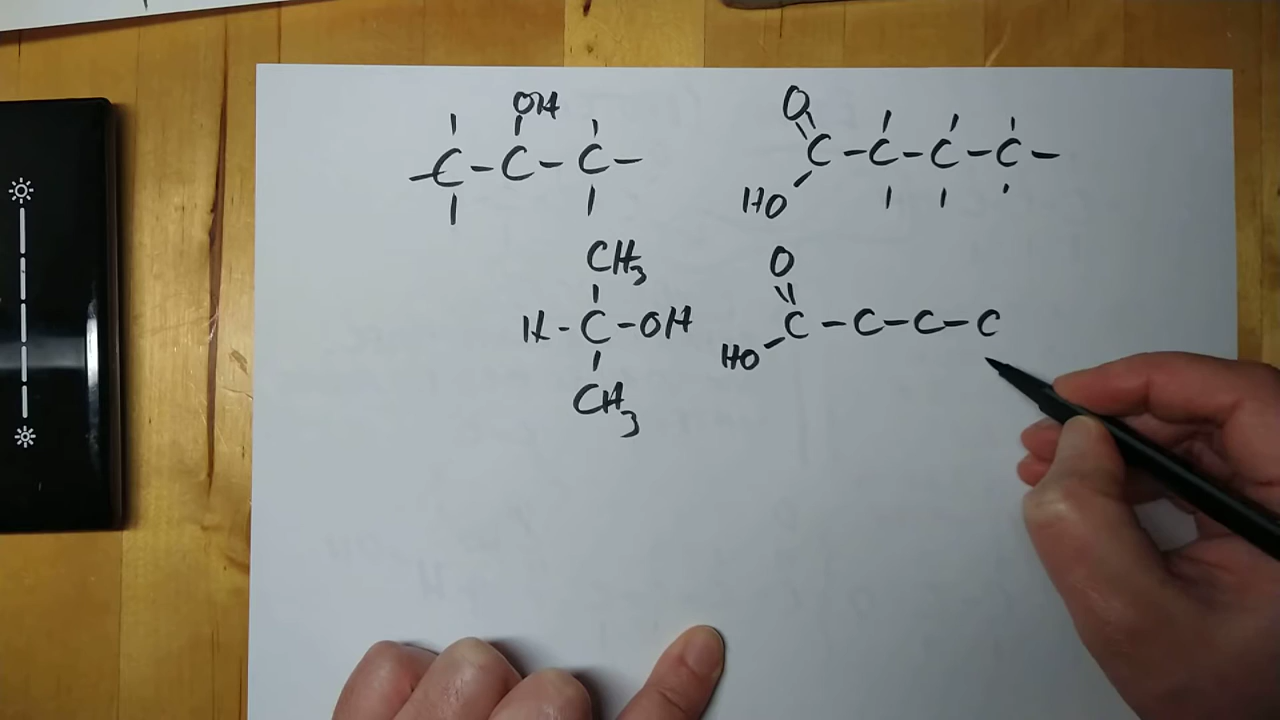 OH
C - C - C -
O
C - C - C - C -
HO
CH3
H - C - OH
CH3
O
C - C - C - C
HO